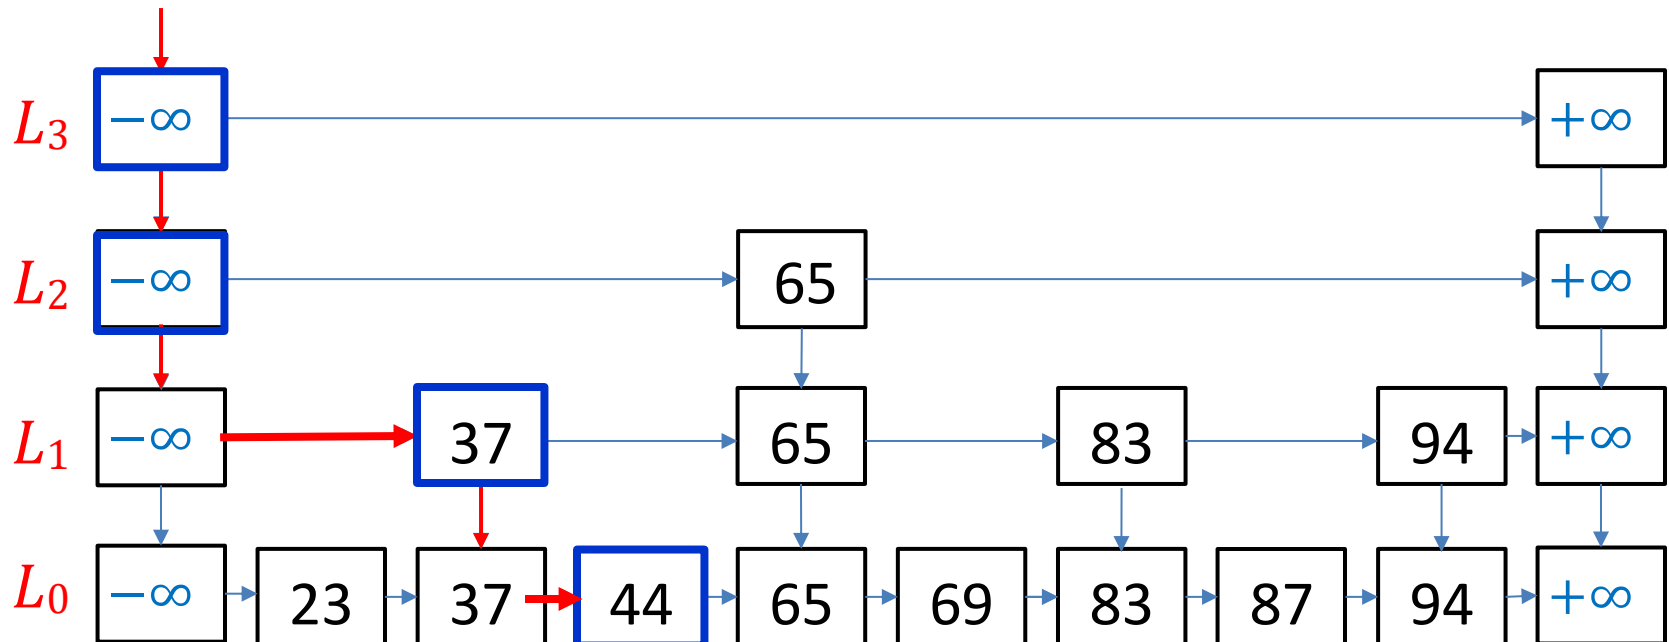 L₃ −∞ +∞
L₂ −∞ 65 +∞
L₁ −∞ 37 65 83 94 +∞
L₀ −∞ 23 37 44 65 69 83 87 94 +∞